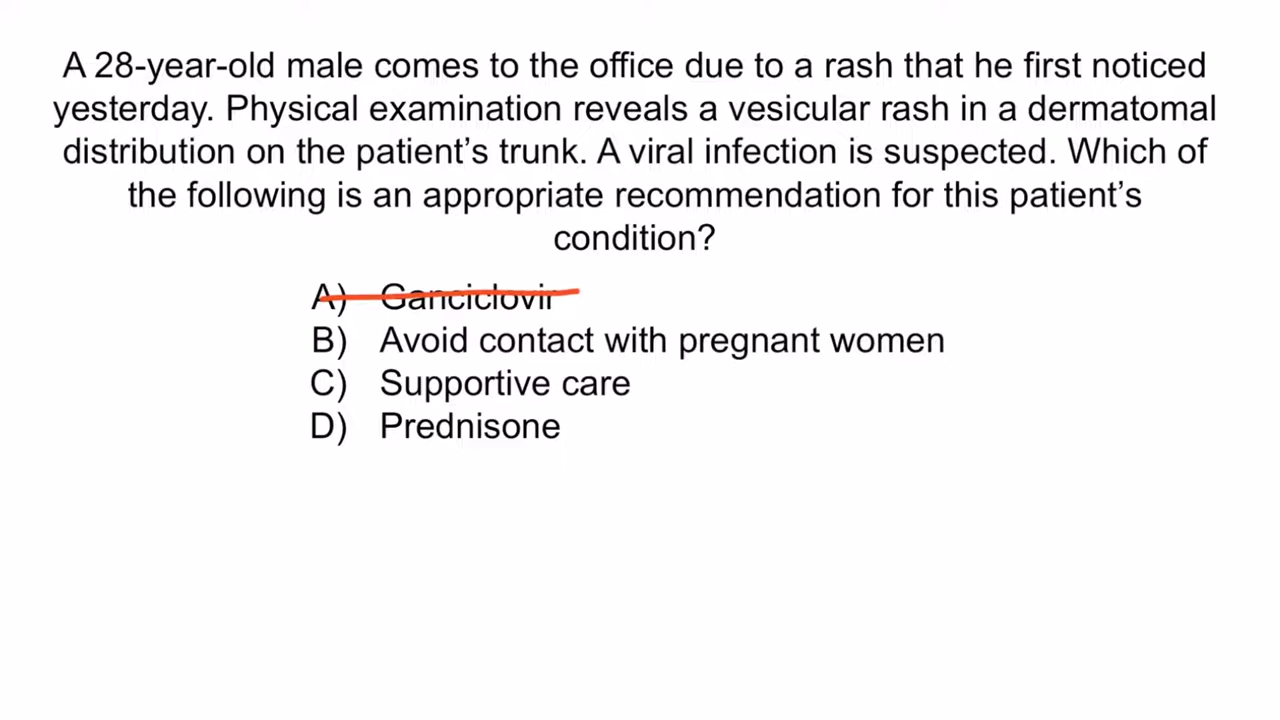 A 28-year-old male comes to the office due to a rash that he first noticed
yesterday. Physical examination reveals a vesicular rash in a dermatomal
distribution on the patient’s trunk. A viral infection is suspected. Which of
the following is an appropriate recommendation for this patient’s
condition?
A) Ganciclovir
B) Avoid contact with pregnant women
C) Supportive care
D) Prednisone